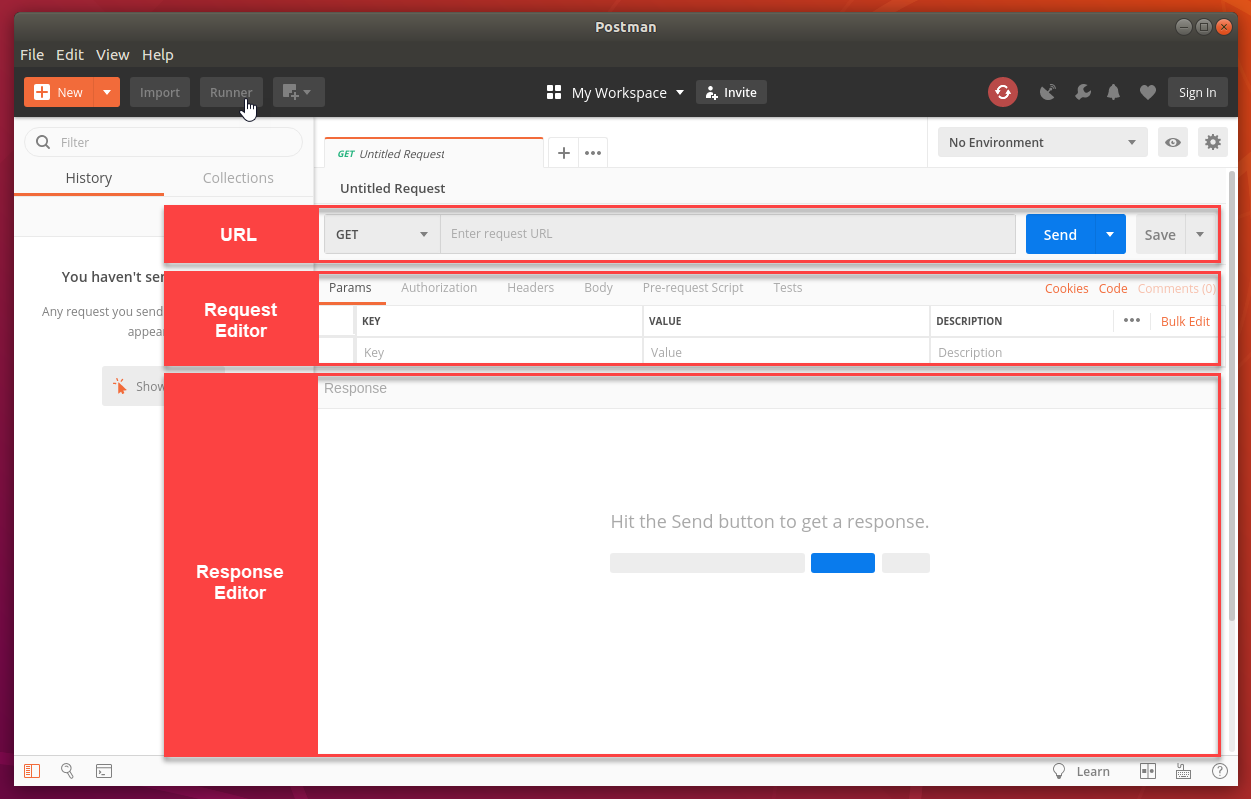 Postman
File Edit View Help
New Import Runner My Workspace Invite Sign In
Filter
GET Untitled Request
No Environment
History Collections
Untitled Request
URL
GET Enter request URL Send Save
You haven't
Any request you send
Show
Request
Editor
Params Authorization Headers Body Pre-request Script Tests Cookies Code Comments (0)
KEY VALUE DESCRIPTION Bulk Edit
Key Value Description
Response
Hit the Send button to get a response.
Response
Editor
Learn